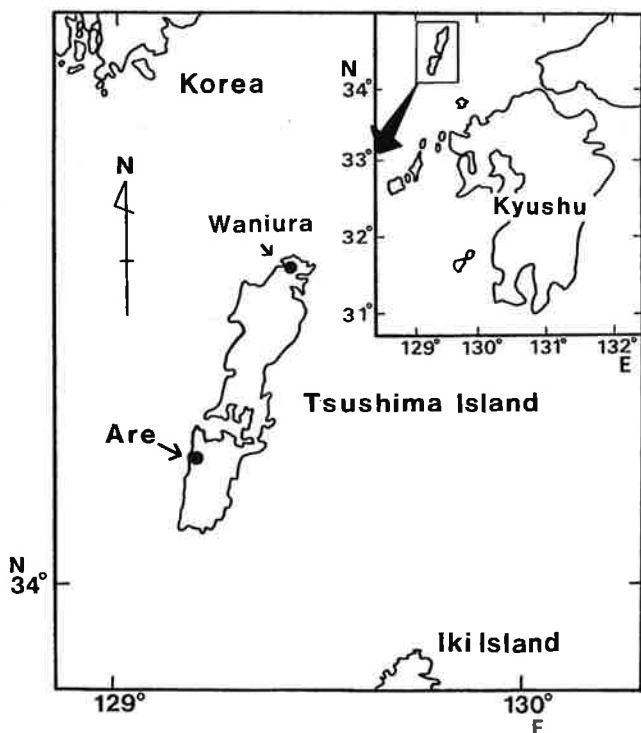 Korea
N
34°
33°
32°
31°
129°
130°
131°
132°
E
Kyushu
N
Waniura
Tsushima Island
Are
N
34°
Iki Island
129°
130°
E